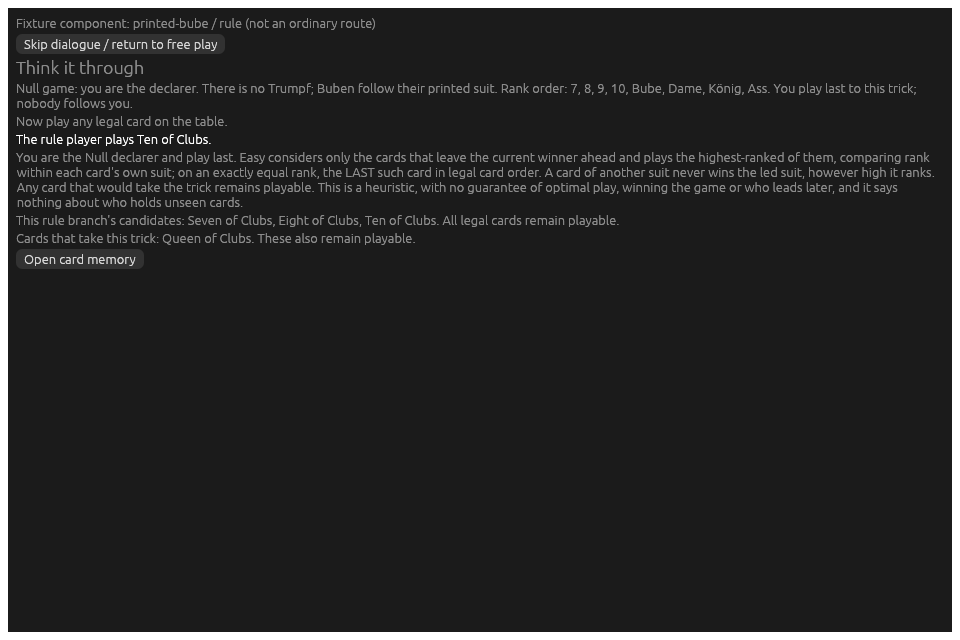 Fixture component: printed-bube / rule (not an ordinary route)
Skip dialogue / return to free play
Think it through
Null game: you are the declarer. There is no Trumpf; Buben follow their printed suit. Rank order: 7, 8, 9, 10, Bube, Dame, König, Ass. You play last to this trick;
nobody follows you.
Now play any legal card on the table.
The rule player plays Ten of Clubs.
You are the Null declarer and play last. Easy considers only the cards that leave the current winner ahead and plays the highest-ranked of them, comparing rank
within each card's own suit; on an exactly equal rank, the LAST such card in legal card order. A card of another suit never wins the led suit, however high it ranks.
Any card that would take the trick remains playable. This is a heuristic, with no guarantee of optimal play, winning the game or who leads later, and it says
nothing about who holds unseen cards.
This rule branch's candidates: Seven of Clubs, Eight of Clubs, Ten of Clubs. All legal cards remain playable.
Cards that take this trick: Queen of Clubs. These also remain playable.
Open card memory